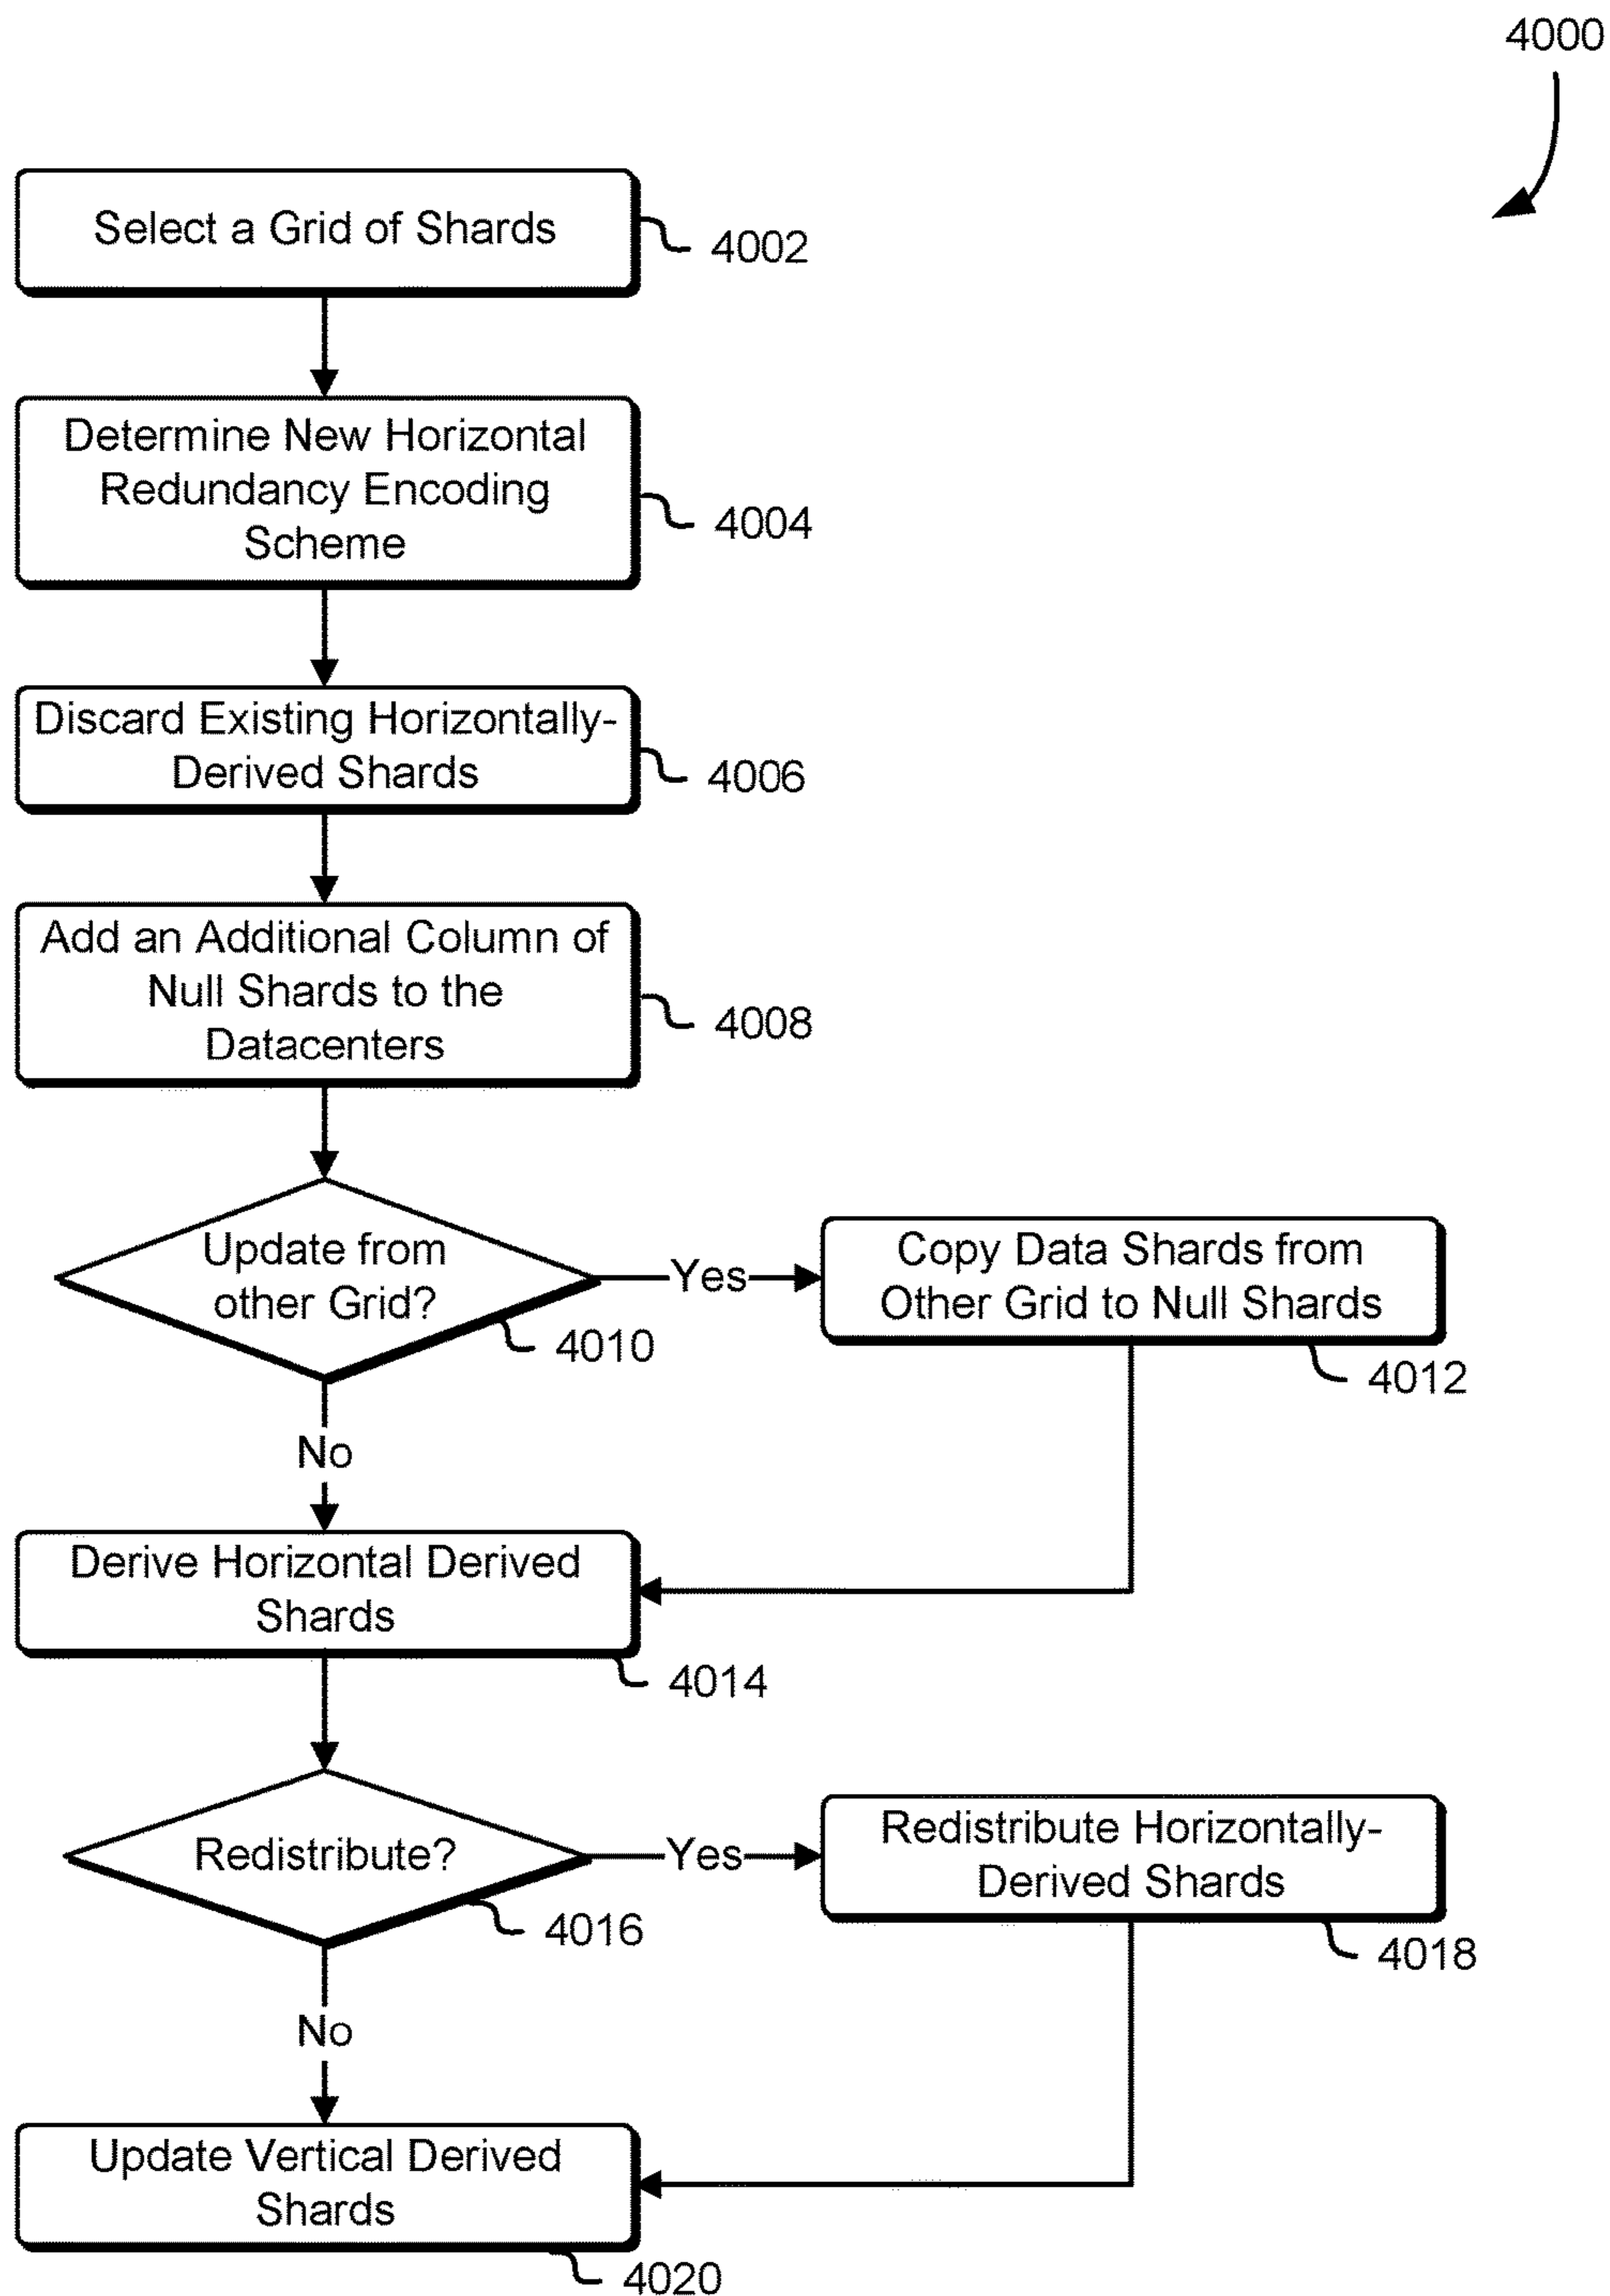 4000
Select a Grid of Shards
4002
Determine New Horizontal
Redundancy Encoding
Scheme
4004
Discard Existing Horizontally-
Derived Shards
4006
Add an Additional Column of
Null Shards to the
Datacenters
4008
Update from
other Grid?
4010
Yes
Copy Data Shards from
Other Grid to Null Shards
4012
No
Derive Horizontal Derived
Shards
4014
Redistribute?
4016
Yes
Redistribute Horizontally-
Derived Shards
4018
No
Update Vertical Derived
Shards
4020